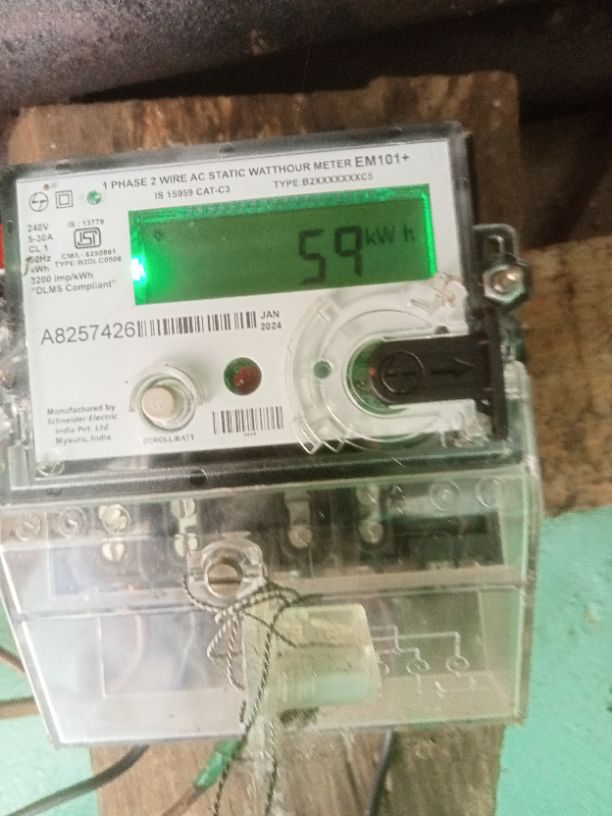 1 PHASE 2 WIRE AC STATIC WATTHOUR METER EM101+
IS 15959 CAT-C3 TYPE:B2XXXXXXXC5
240V
5-30A
CL.1
50Hz
kWh
3200 imp/kWh
"DLMS Compliant"
IS : 13779
ISI
CM/L- 8250861
TYPE: B2DLC0506
59 kWh
A8257426
JAN
2024
Manufactured by
Schneider Electric
India Pvt. Ltd.
Mysuru, India
SCROLL/BATT